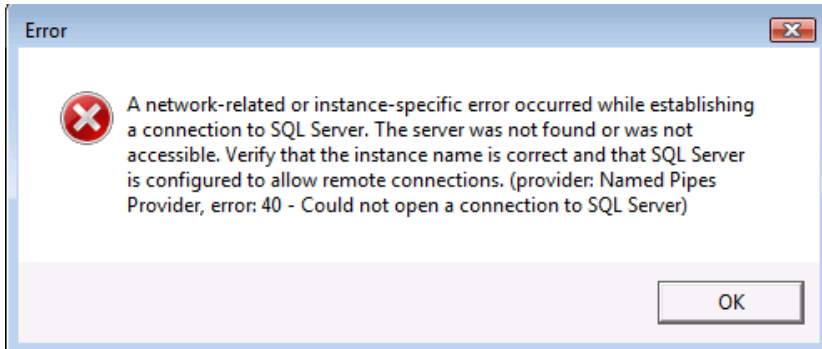 Error
A network-related or instance-specific error occurred while establishing
a connection to SQL Server. The server was not found or was not
accessible. Verify that the instance name is correct and that SQL Server
is configured to allow remote connections. (provider: Named Pipes
Provider, error: 40 - Could not open a connection to SQL Server)
OK